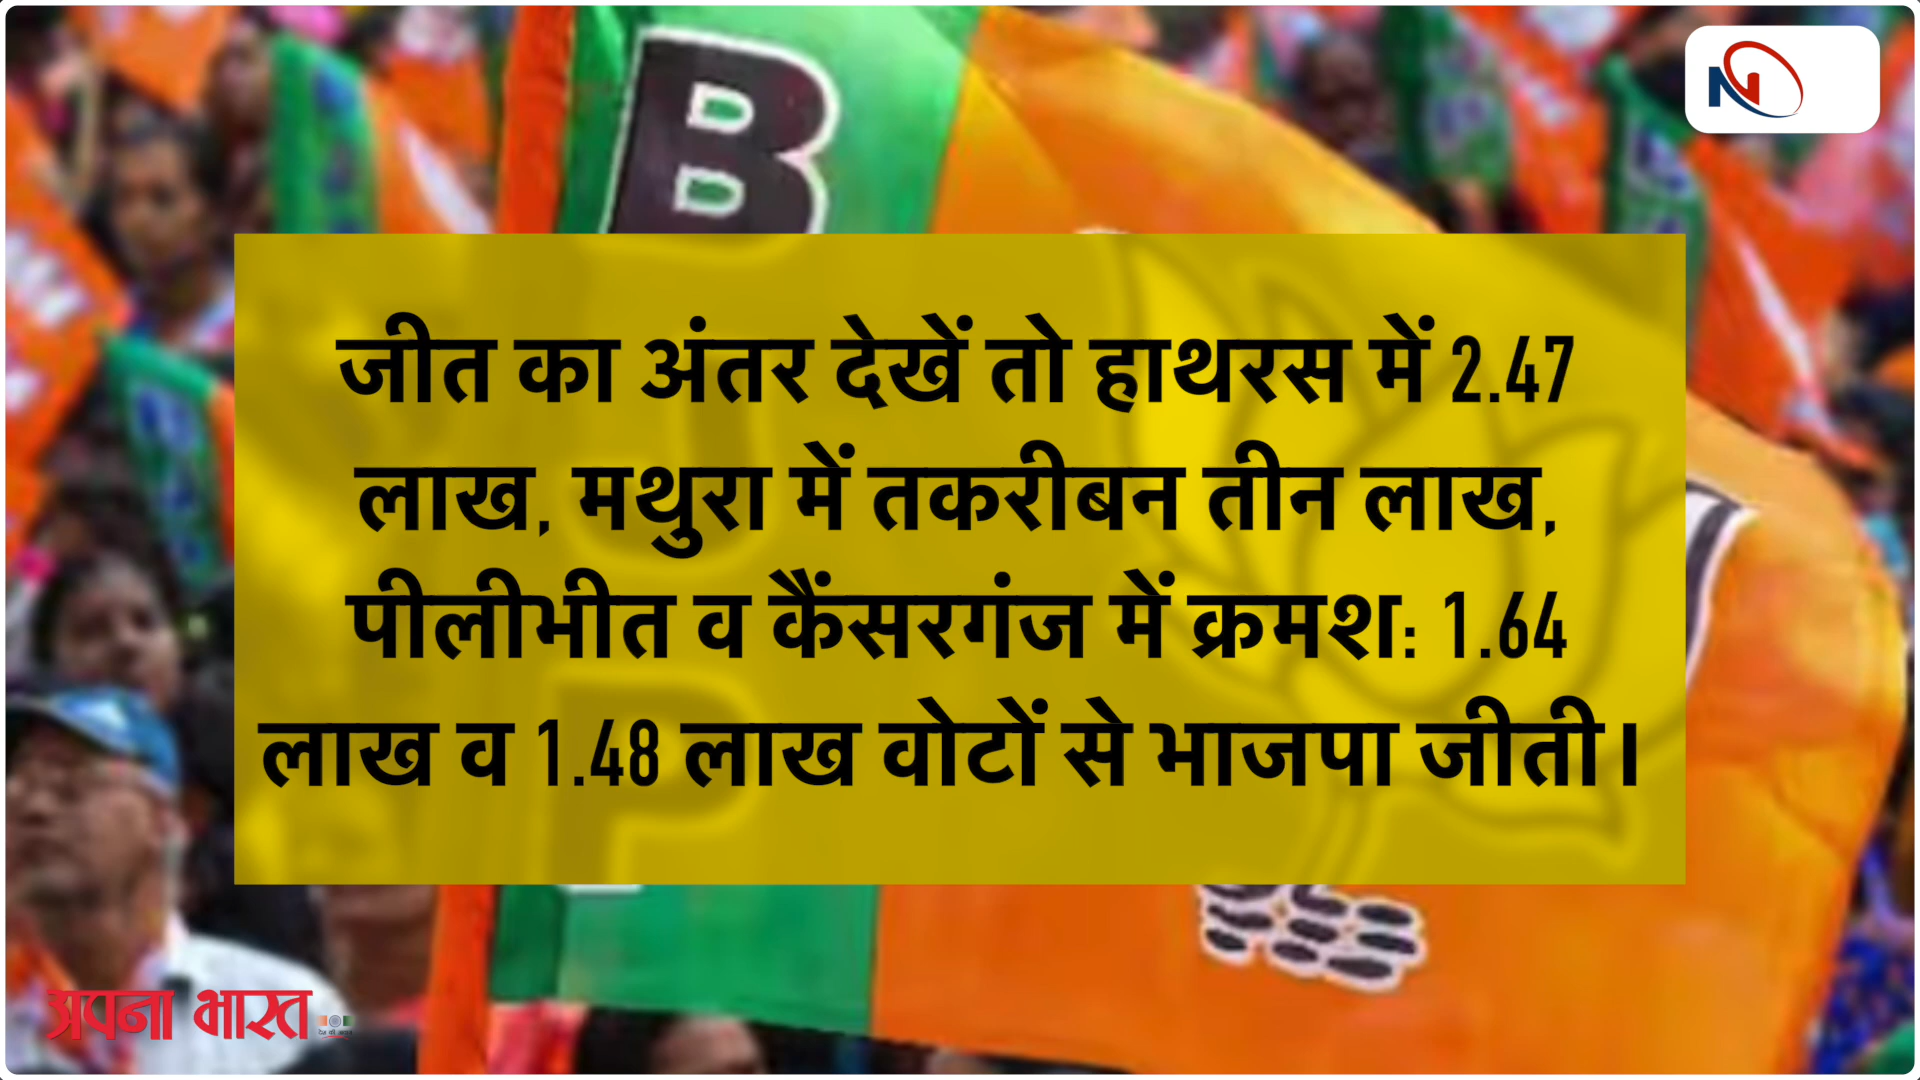 B
जीत का अंतर देखें तो हाथरस में 2.47
लाख, मथुरा में तकरीबन तीन लाख,
पीलीभीत व कैंसरगंज में क्रमश: 1.64
लाख व 1.48 लाख वोटों से भाजपा जीती।
अपना भारत